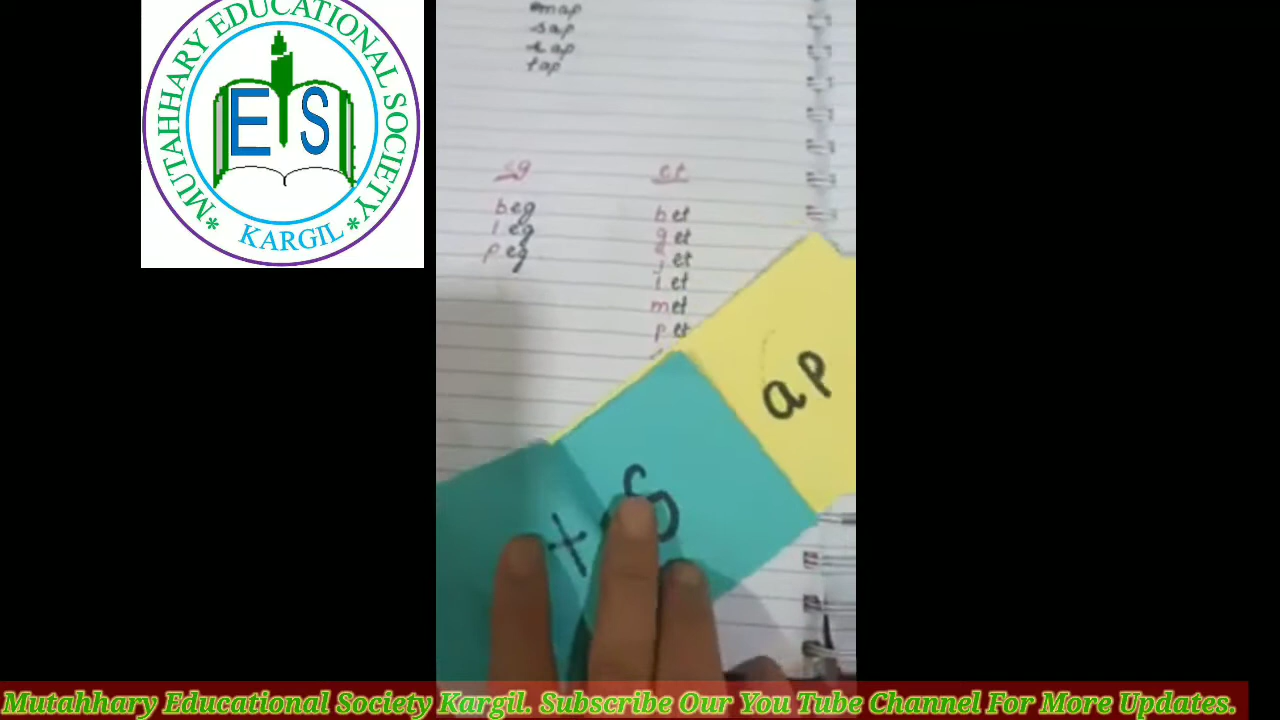 MUTAHHARY EDUCATIONAL SOCIETY
E S
* KARGIL *
map
sap
tap
eg
et
beg
leg
peg
bet
get
jet
let
met
pet
ap
s
t
Mutahhary Educational Society Kargil. Subscribe Our You Tube Channel For More Updates.